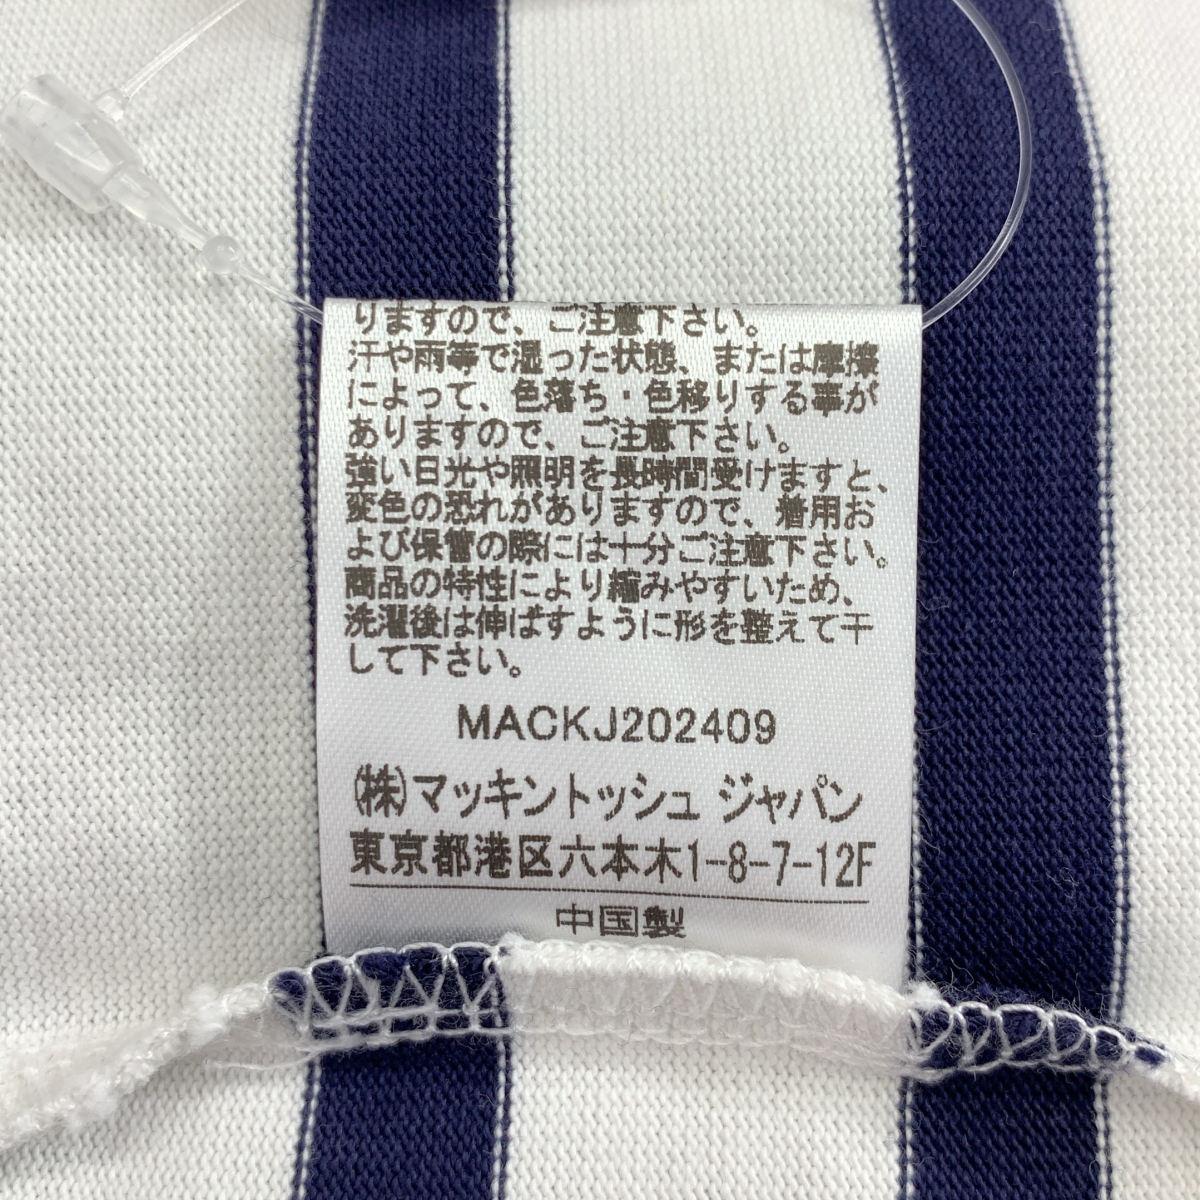 りますので、ご注意下さい。
汗や雨等で湿った状態、または摩擦
によって、色落ち・色移りする事が
ありますので、ご注意下さい。
強い日光や照明を長時間受けますと、
変色の恐れがありますので、着用お
よび保管の際には十分ご注意下さい。
商品の特性により縮みやすいため、
洗濯後は伸ばすように形を整えて干
して下さい。
MACKJ202409
㈱マッキントッシュ ジャパン
東京都港区六本木1-8-7-12F
中国製